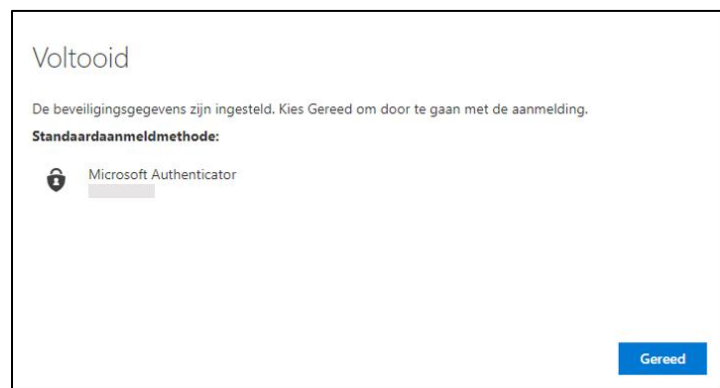 Voltooid
De beveiligingsgegevens zijn ingesteld. Kies Gereed om door te gaan met de aanmelding.
Standaardaanmeldmethode:
Microsoft Authenticator
Gereed